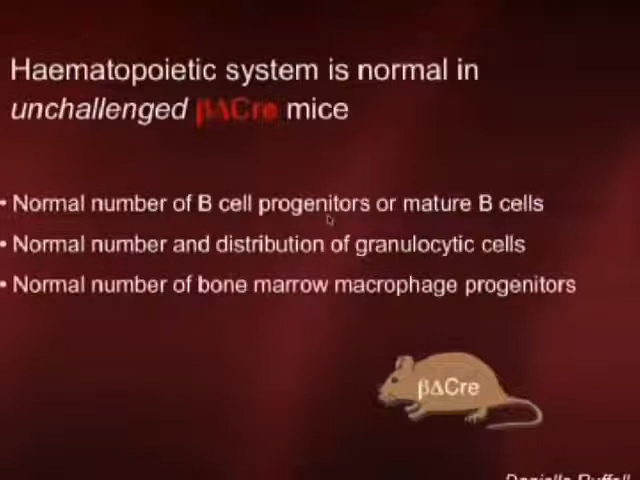 Haematopoietic system is normal in
unchallenged βΔCre mice
• Normal number of B cell progenitors or mature B cells
• Normal number and distribution of granulocytic cells
• Normal number of bone marrow macrophage progenitors
βΔCre